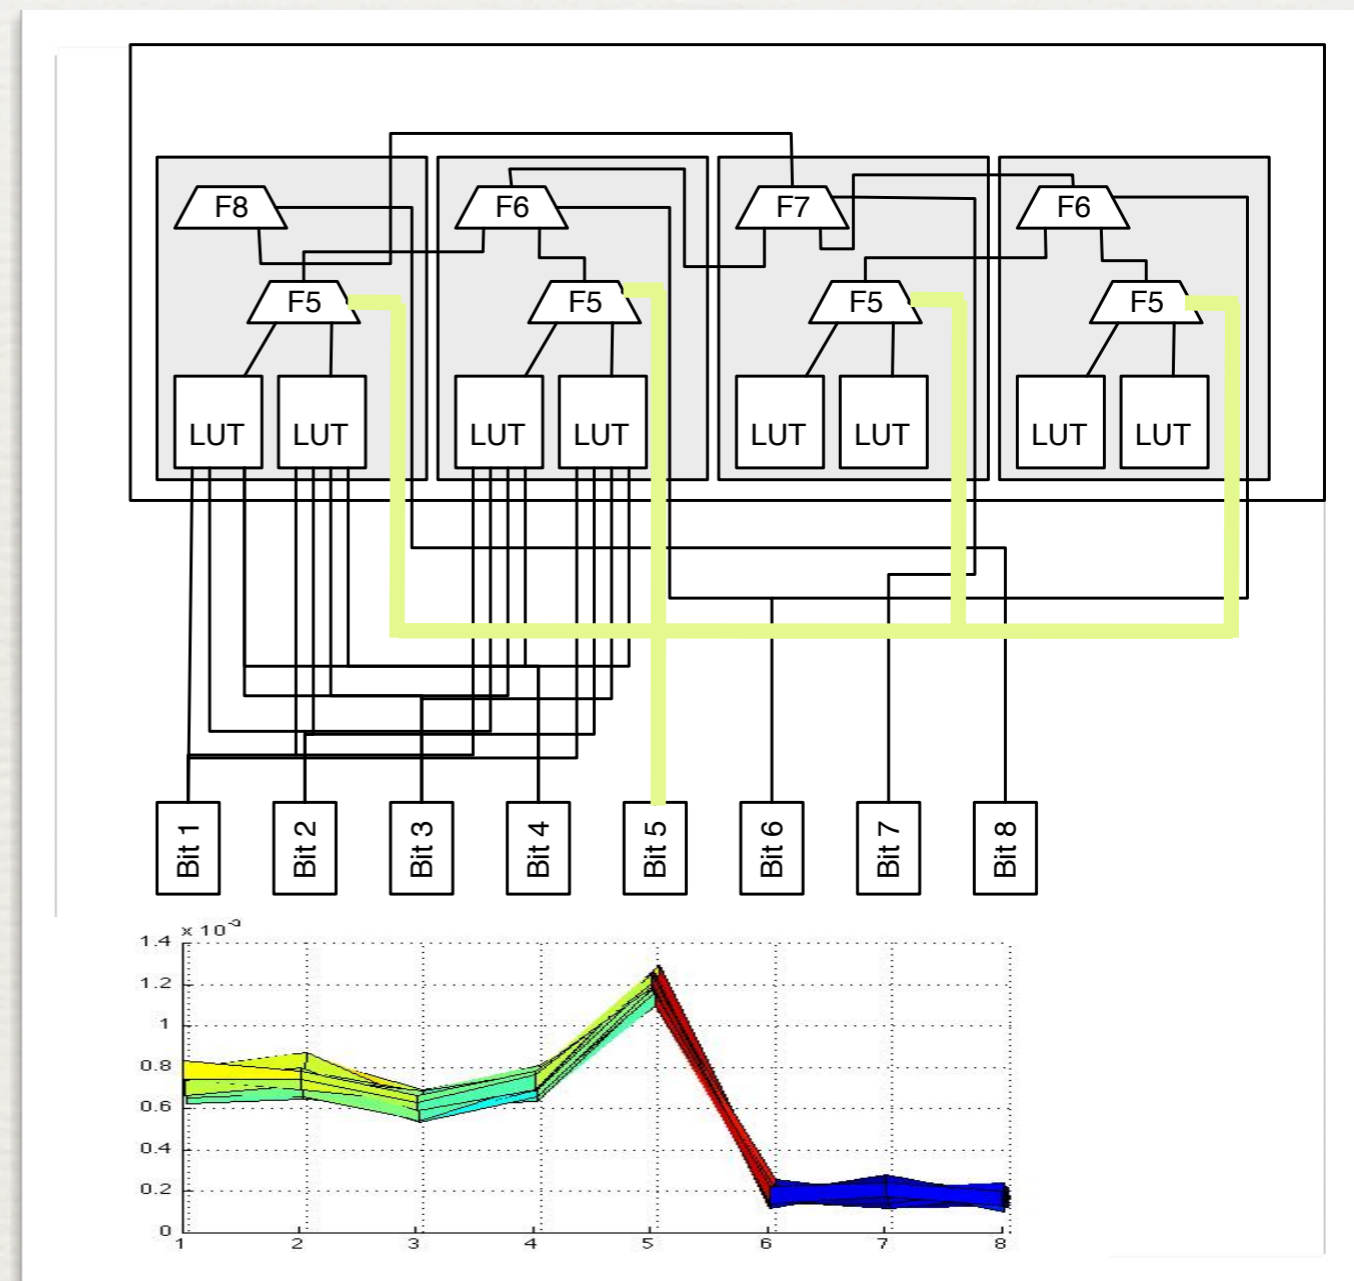 F8 F6 F7 F6
F5 F5 F5 F5
LUT LUT LUT LUT LUT LUT LUT LUT
Bit 1 Bit 2 Bit 3 Bit 4 Bit 5 Bit 6 Bit 7 Bit 8
x 10⁻³
1.4
1.2
1
0.8
0.6
0.4
0.2
0
1 2 3 4 5 6 7 8